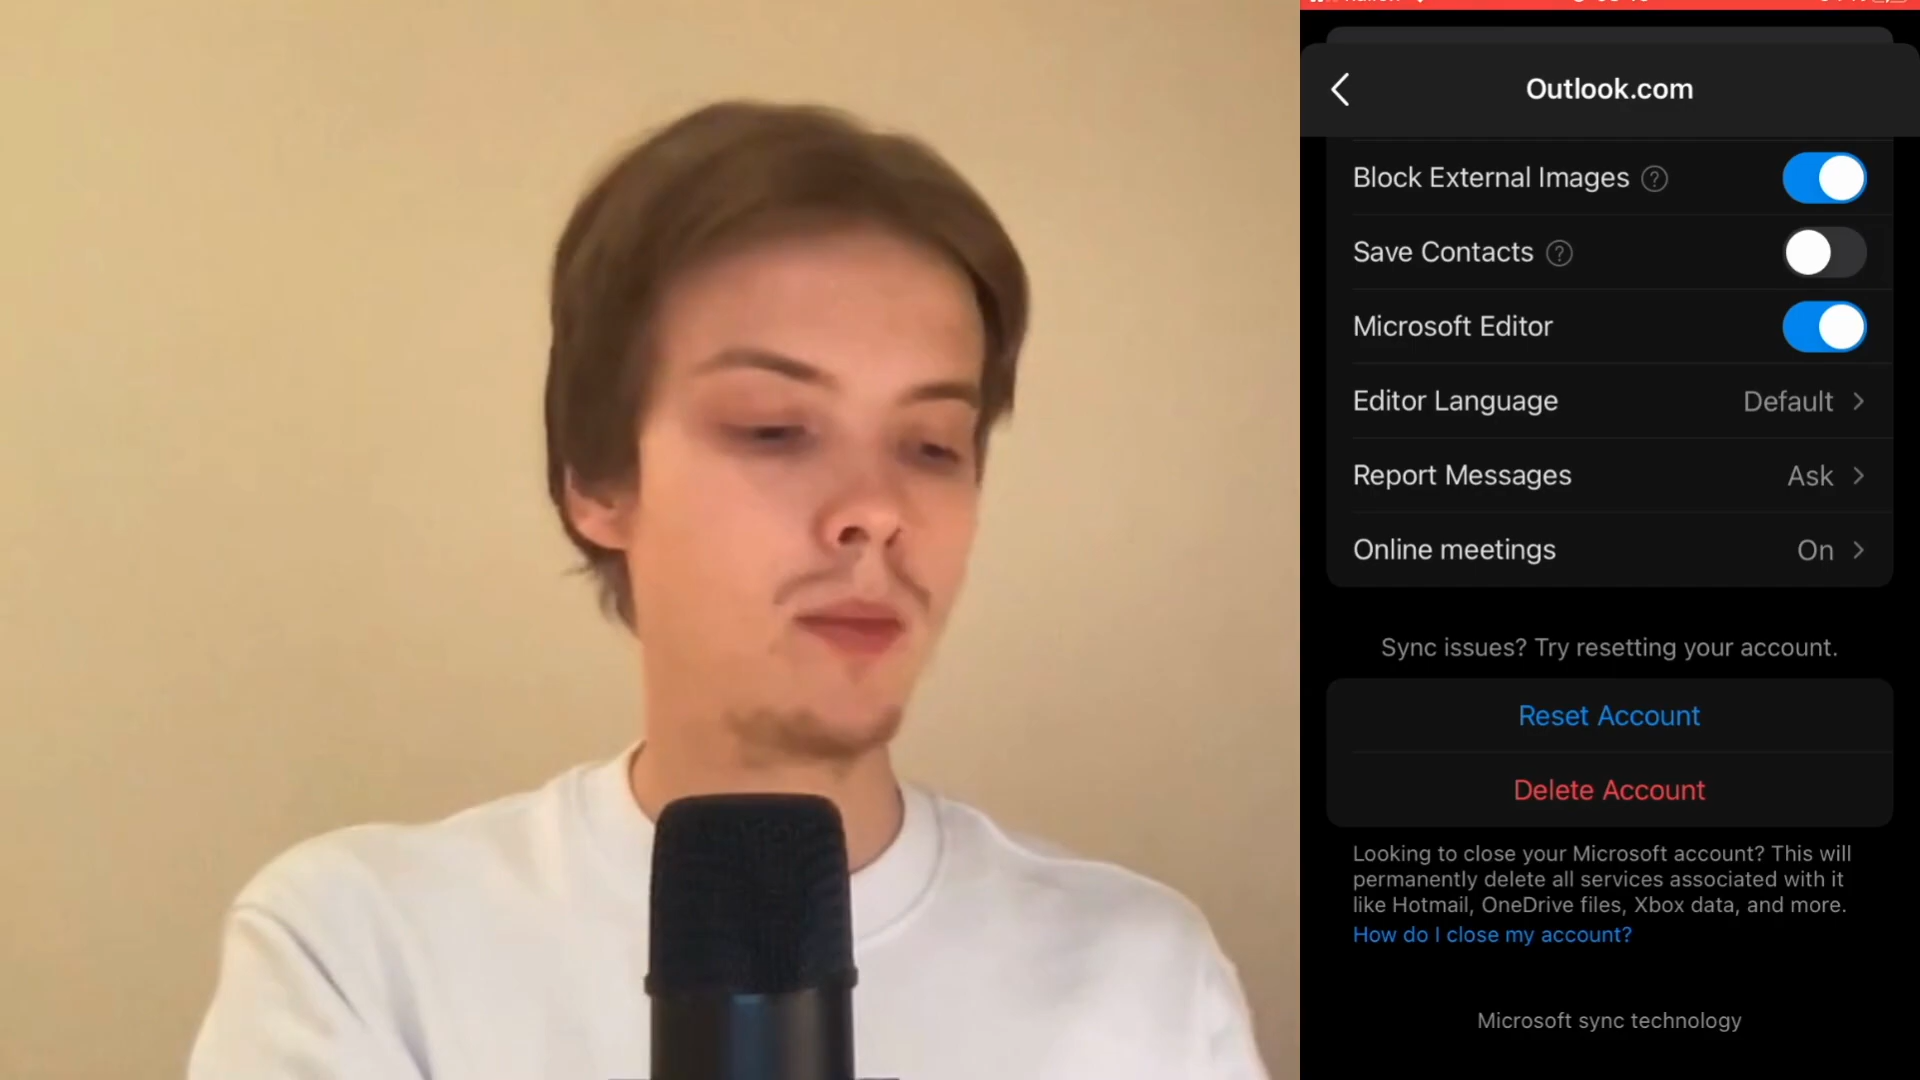 Outlook.com
Block External Images ?
Save Contacts ?
Microsoft Editor
Editor Language Default
Report Messages Ask
Online meetings On
Sync issues? Try resetting your account.
Reset Account
Delete Account
Looking to close your Microsoft account? This will
permanently delete all services associated with it
like Hotmail, OneDrive files, Xbox data, and more.
How do I close my account?
Microsoft sync technology